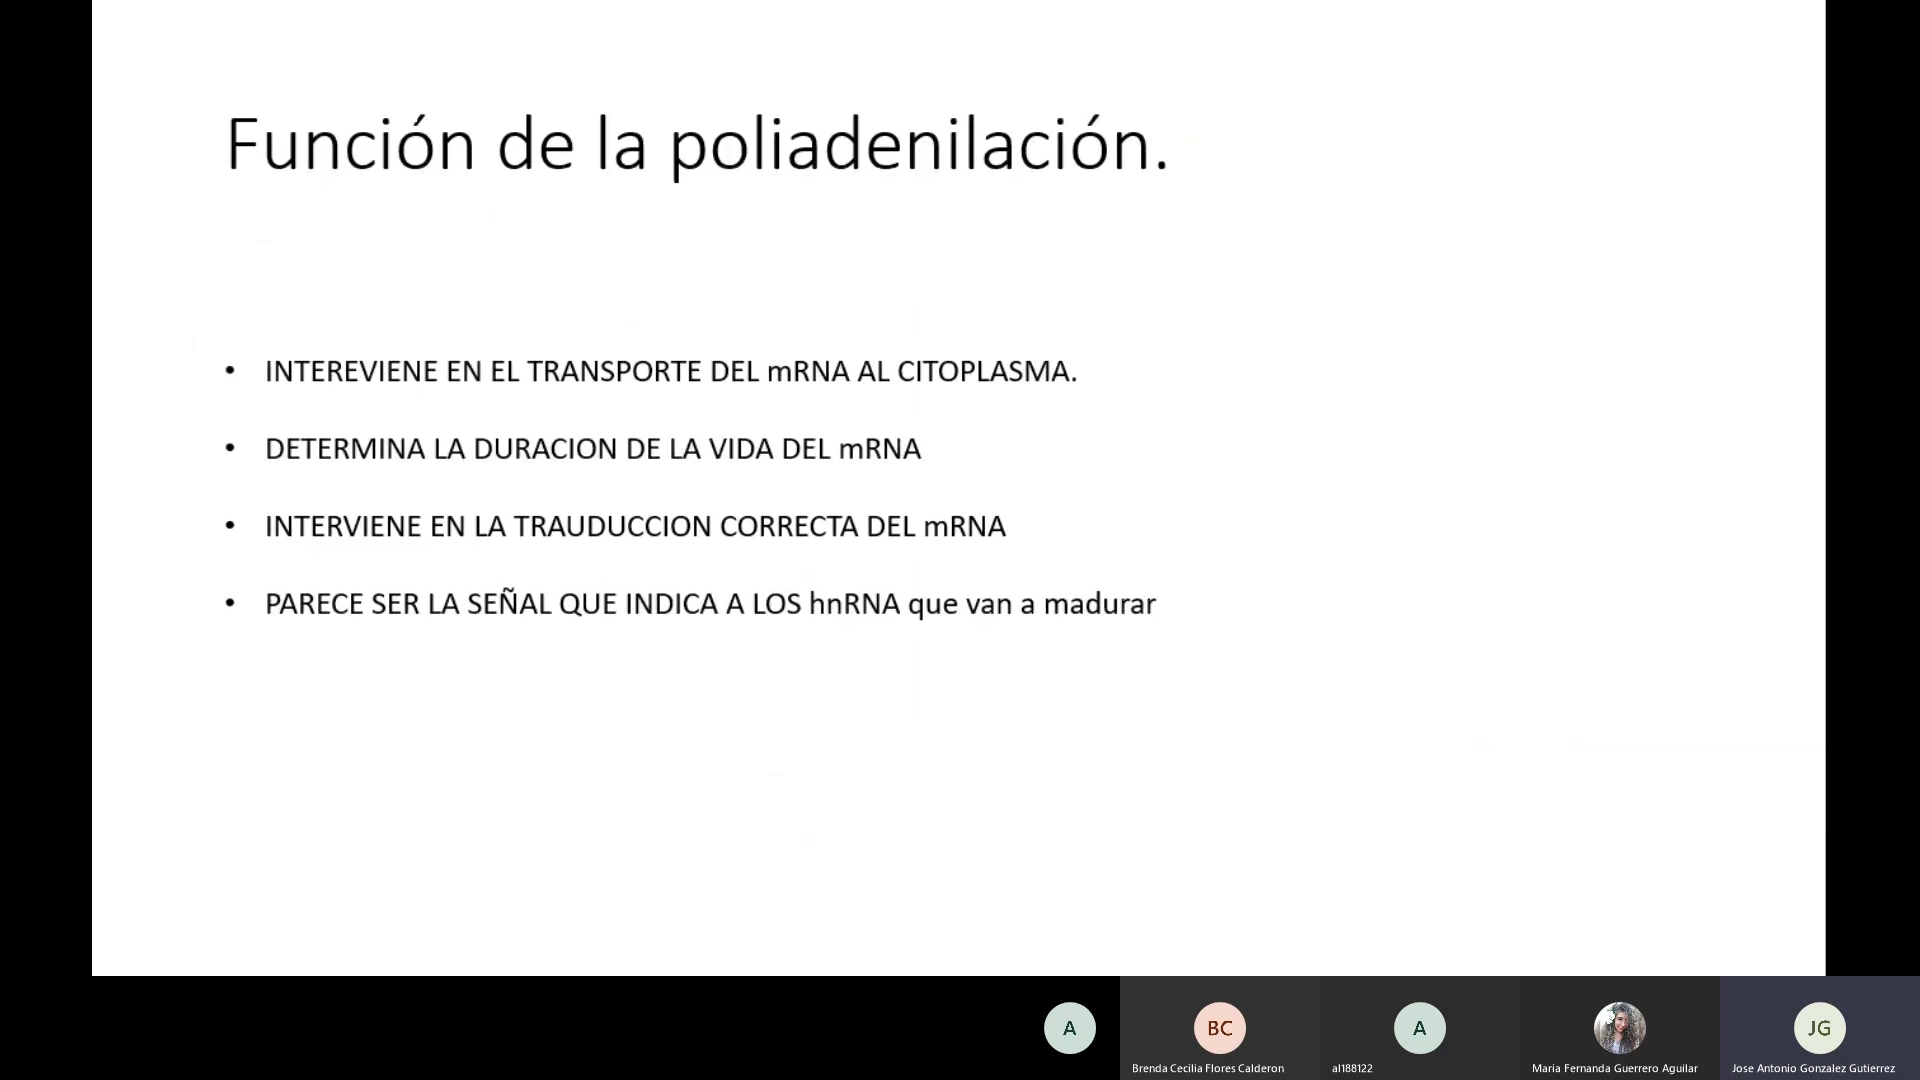 Función de la poliadenilación.
• INTEREVIENE EN EL TRANSPORTE DEL mRNA AL CITOPLASMA.
• DETERMINA LA DURACION DE LA VIDA DEL mRNA
• INTERVIENE EN LA TRAUDUCCION CORRECTA DEL mRNA
• PARECE SER LA SEÑAL QUE INDICA A LOS hnRNA que van a madurar
A
BC
A
JG
Brenda Cecilia Flores Calderon
al188122
Maria Fernanda Guerrero Aguilar
Jose Antonio Gonzalez Gutierrez